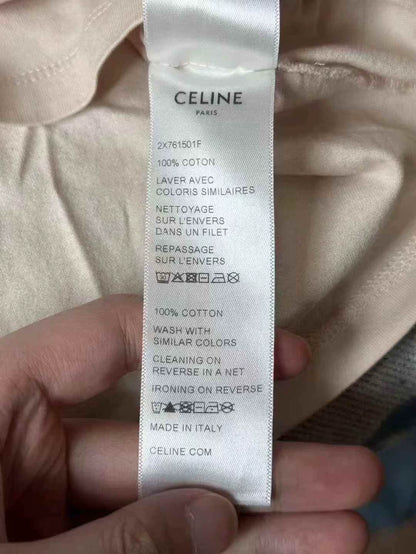 CELINE
PARIS
2X761501F
100% COTON
LAVER AVEC
COLORIS SIMILAIRES
NETTOYAGE
SUR L'ENVERS
DANS UN FILET
REPASSAGE
SUR L'ENVERS
100% COTTON
WASH WITH
SIMILAR COLORS
CLEANING ON
REVERSE IN A NET
IRONING ON REVERSE
MADE IN ITALY
CELINE.COM